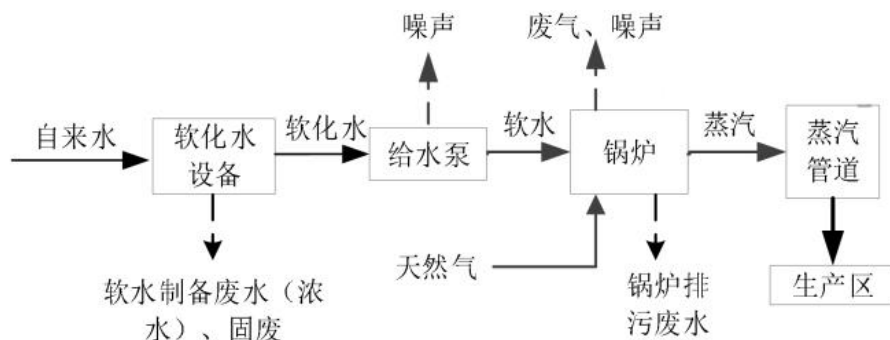 噪声
废气、噪声
自来水
软化水
设备
软化水
给水泵
软水
锅炉
蒸汽
蒸汽
管道
天然气
软水制备废水（浓
水）、固废
锅炉排
污废水
生产区